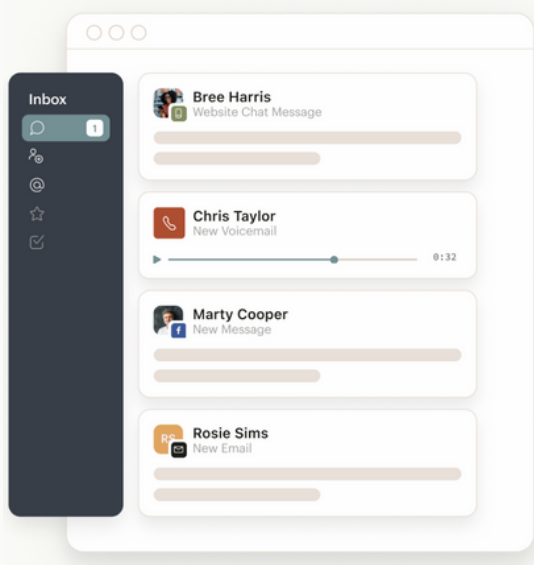 Inbox
1
Bree Harris
Website Chat Message
Chris Taylor
New Voicemail
0:32
Marty Cooper
f
New Message
Rosie Sims
RS
New Email